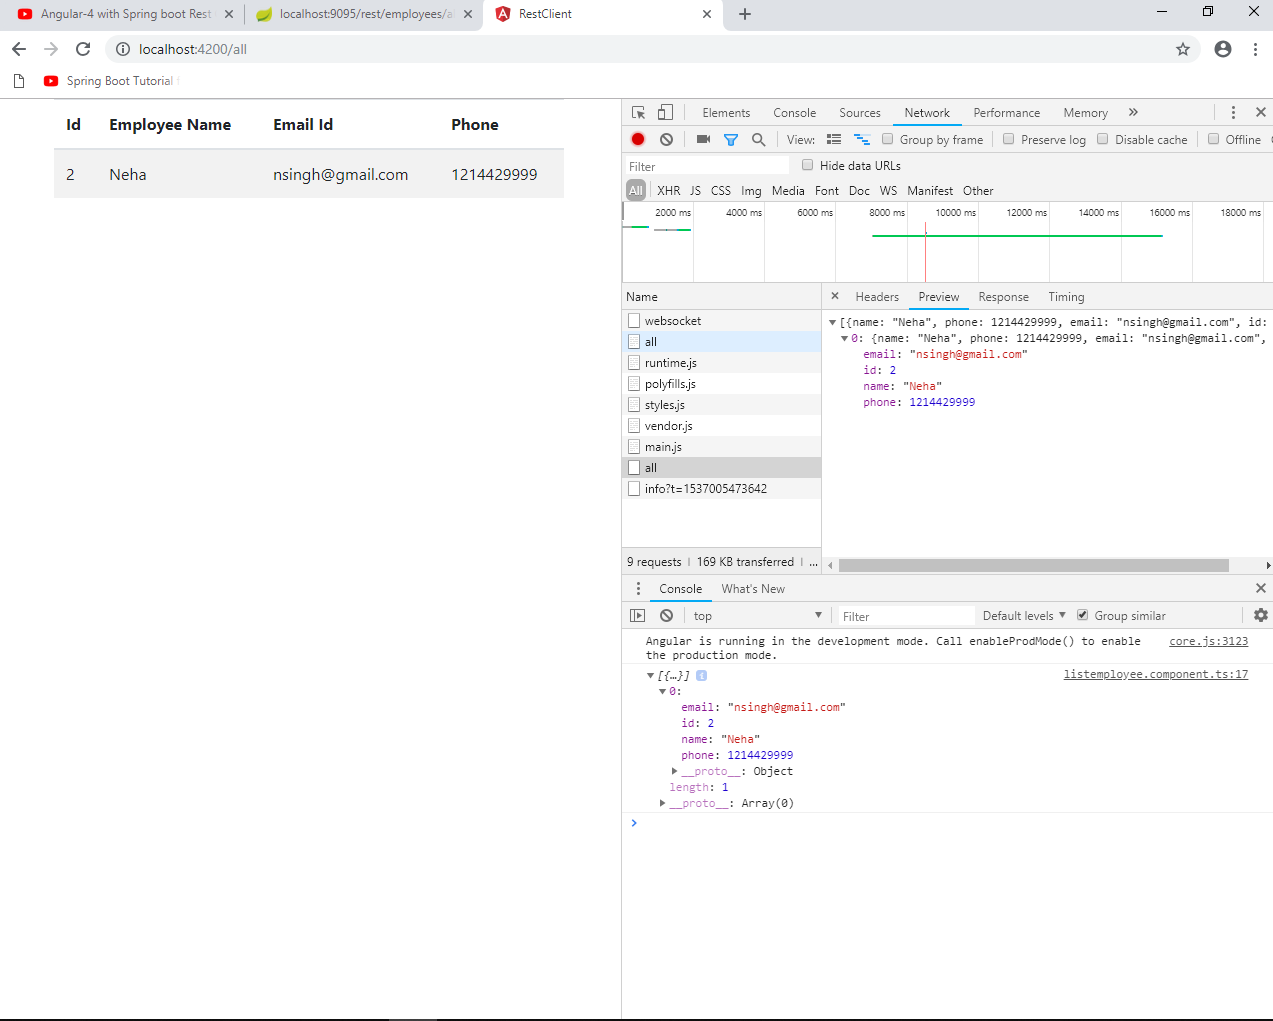 Angular-4 with Spring boot Rest
localhost:9095/rest/employees/a
RestClient
localhost:4200/all
Spring Boot Tutorial
Id Employee Name Email Id Phone
2 Neha nsingh@gmail.com 1214429999
Elements Console Sources Network Performance Memory »
View: Group by frame Preserve log Disable cache Offline
Filter Hide data URLs
All XHR JS CSS Img Media Font Doc WS Manifest Other
2000 ms 4000 ms 6000 ms 8000 ms 10000 ms 12000 ms 14000 ms 16000 ms 18000 ms
Name
websocket
all
runtime.js
polyfills.js
styles.js
vendor.js
main.js
all
info?t=1537005473642
9 requests | 169 KB transferred | ...
× Headers Preview Response Timing
[{name: "Neha", phone: 1214429999, email: "nsingh@gmail.com", id:
0: {name: "Neha", phone: 1214429999, email: "nsingh@gmail.com",
email: "nsingh@gmail.com"
id: 2
name: "Neha"
phone: 1214429999
Console What's New
top Filter Default levels Group similar
Angular is running in the development mode. Call enableProdMode() to enable core.js:3123
the production mode.
[{…}] i listemployee.component.ts:17
0:
email: "nsingh@gmail.com"
id: 2
name: "Neha"
phone: 1214429999
__proto__: Object
length: 1
__proto__: Array(0)